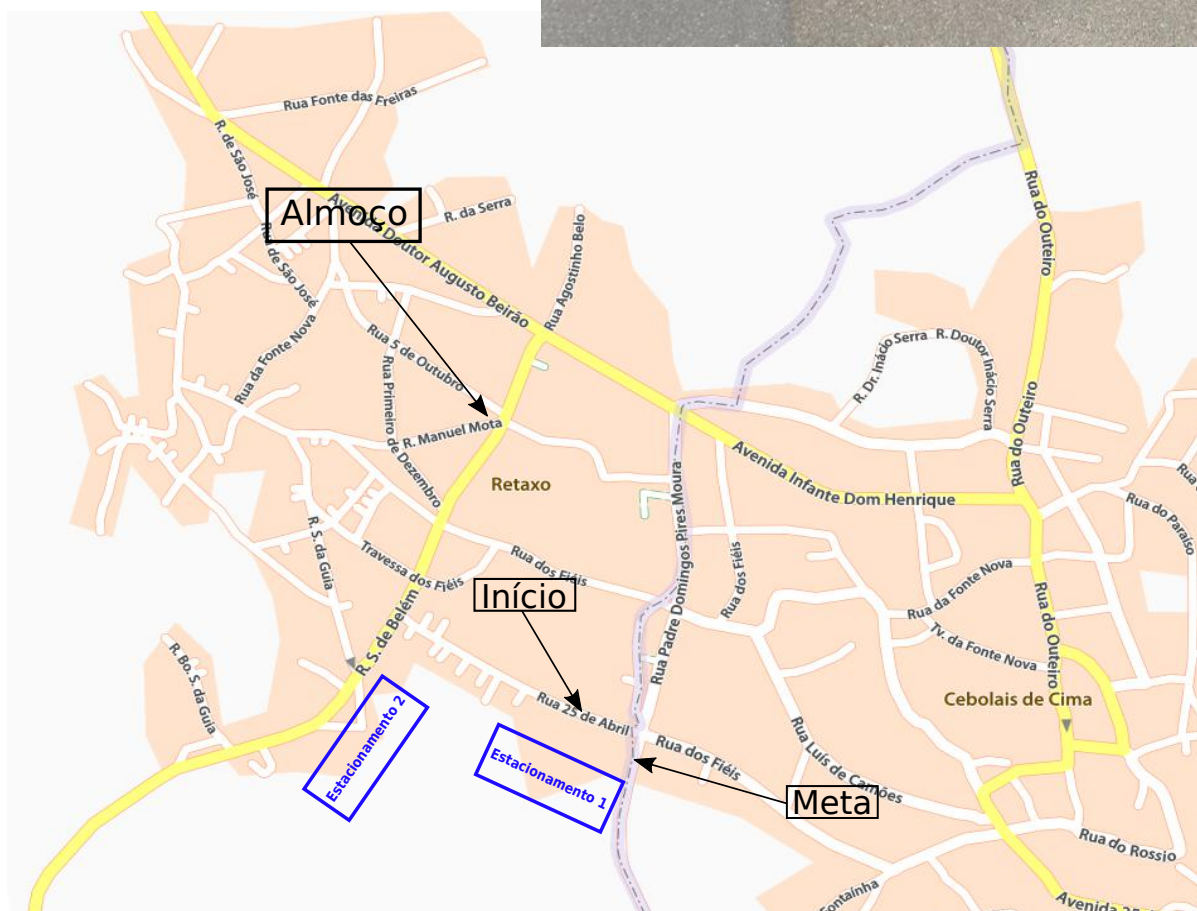 Rua Fonte das Freiras
R. de São José
Rua do Outeiro
Almoço
R. da Serra
Avenida Doutor Augusto Beirão
Rua Agostinho Belo
Rua do Outeiro
Rua de São José
Rua da Fonte Nova
Rua 5 de Outubro
Rua Primeiro de Dezembro
R. Dr. Inácio Serra
R. Doutor Inácio Serra
Rua do Outeiro
R. Manuel Mota
Avenida Infante Dom Henrique
Retaxo
Rua Padre Domingos Pires Moura
Rua do Paraíso
R. S. da Guia
Travessa dos Fiéis
Rua dos Fiéis
Rua dos Fiéis
Rua da Fonte Nova
Início
Tv. da Fonte Nova
Rua do Outeiro
R. S. de Belém
R. Bo. S. da Guia
Rua 25 de Abril
Cebolais de Cima
Estacionamento 2
Estacionamento 1
Rua dos Fiéis
Rua Luís de Camões
Meta
Rua do Rossio
Fontaínha
Avenida